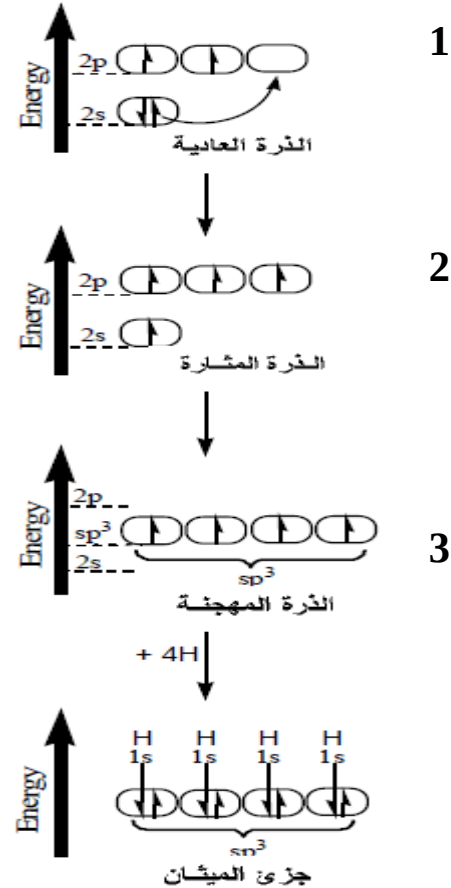 1
Energy
2p
2s
الذرة العادية
2
Energy
2p
2s
الذرة المثارة
3
Energy
2p
sp³
2s
sp³
الذرة المهجنة
+ 4H
Energy
H H H H
1s 1s 1s 1s
sp³
جزئ الميثان